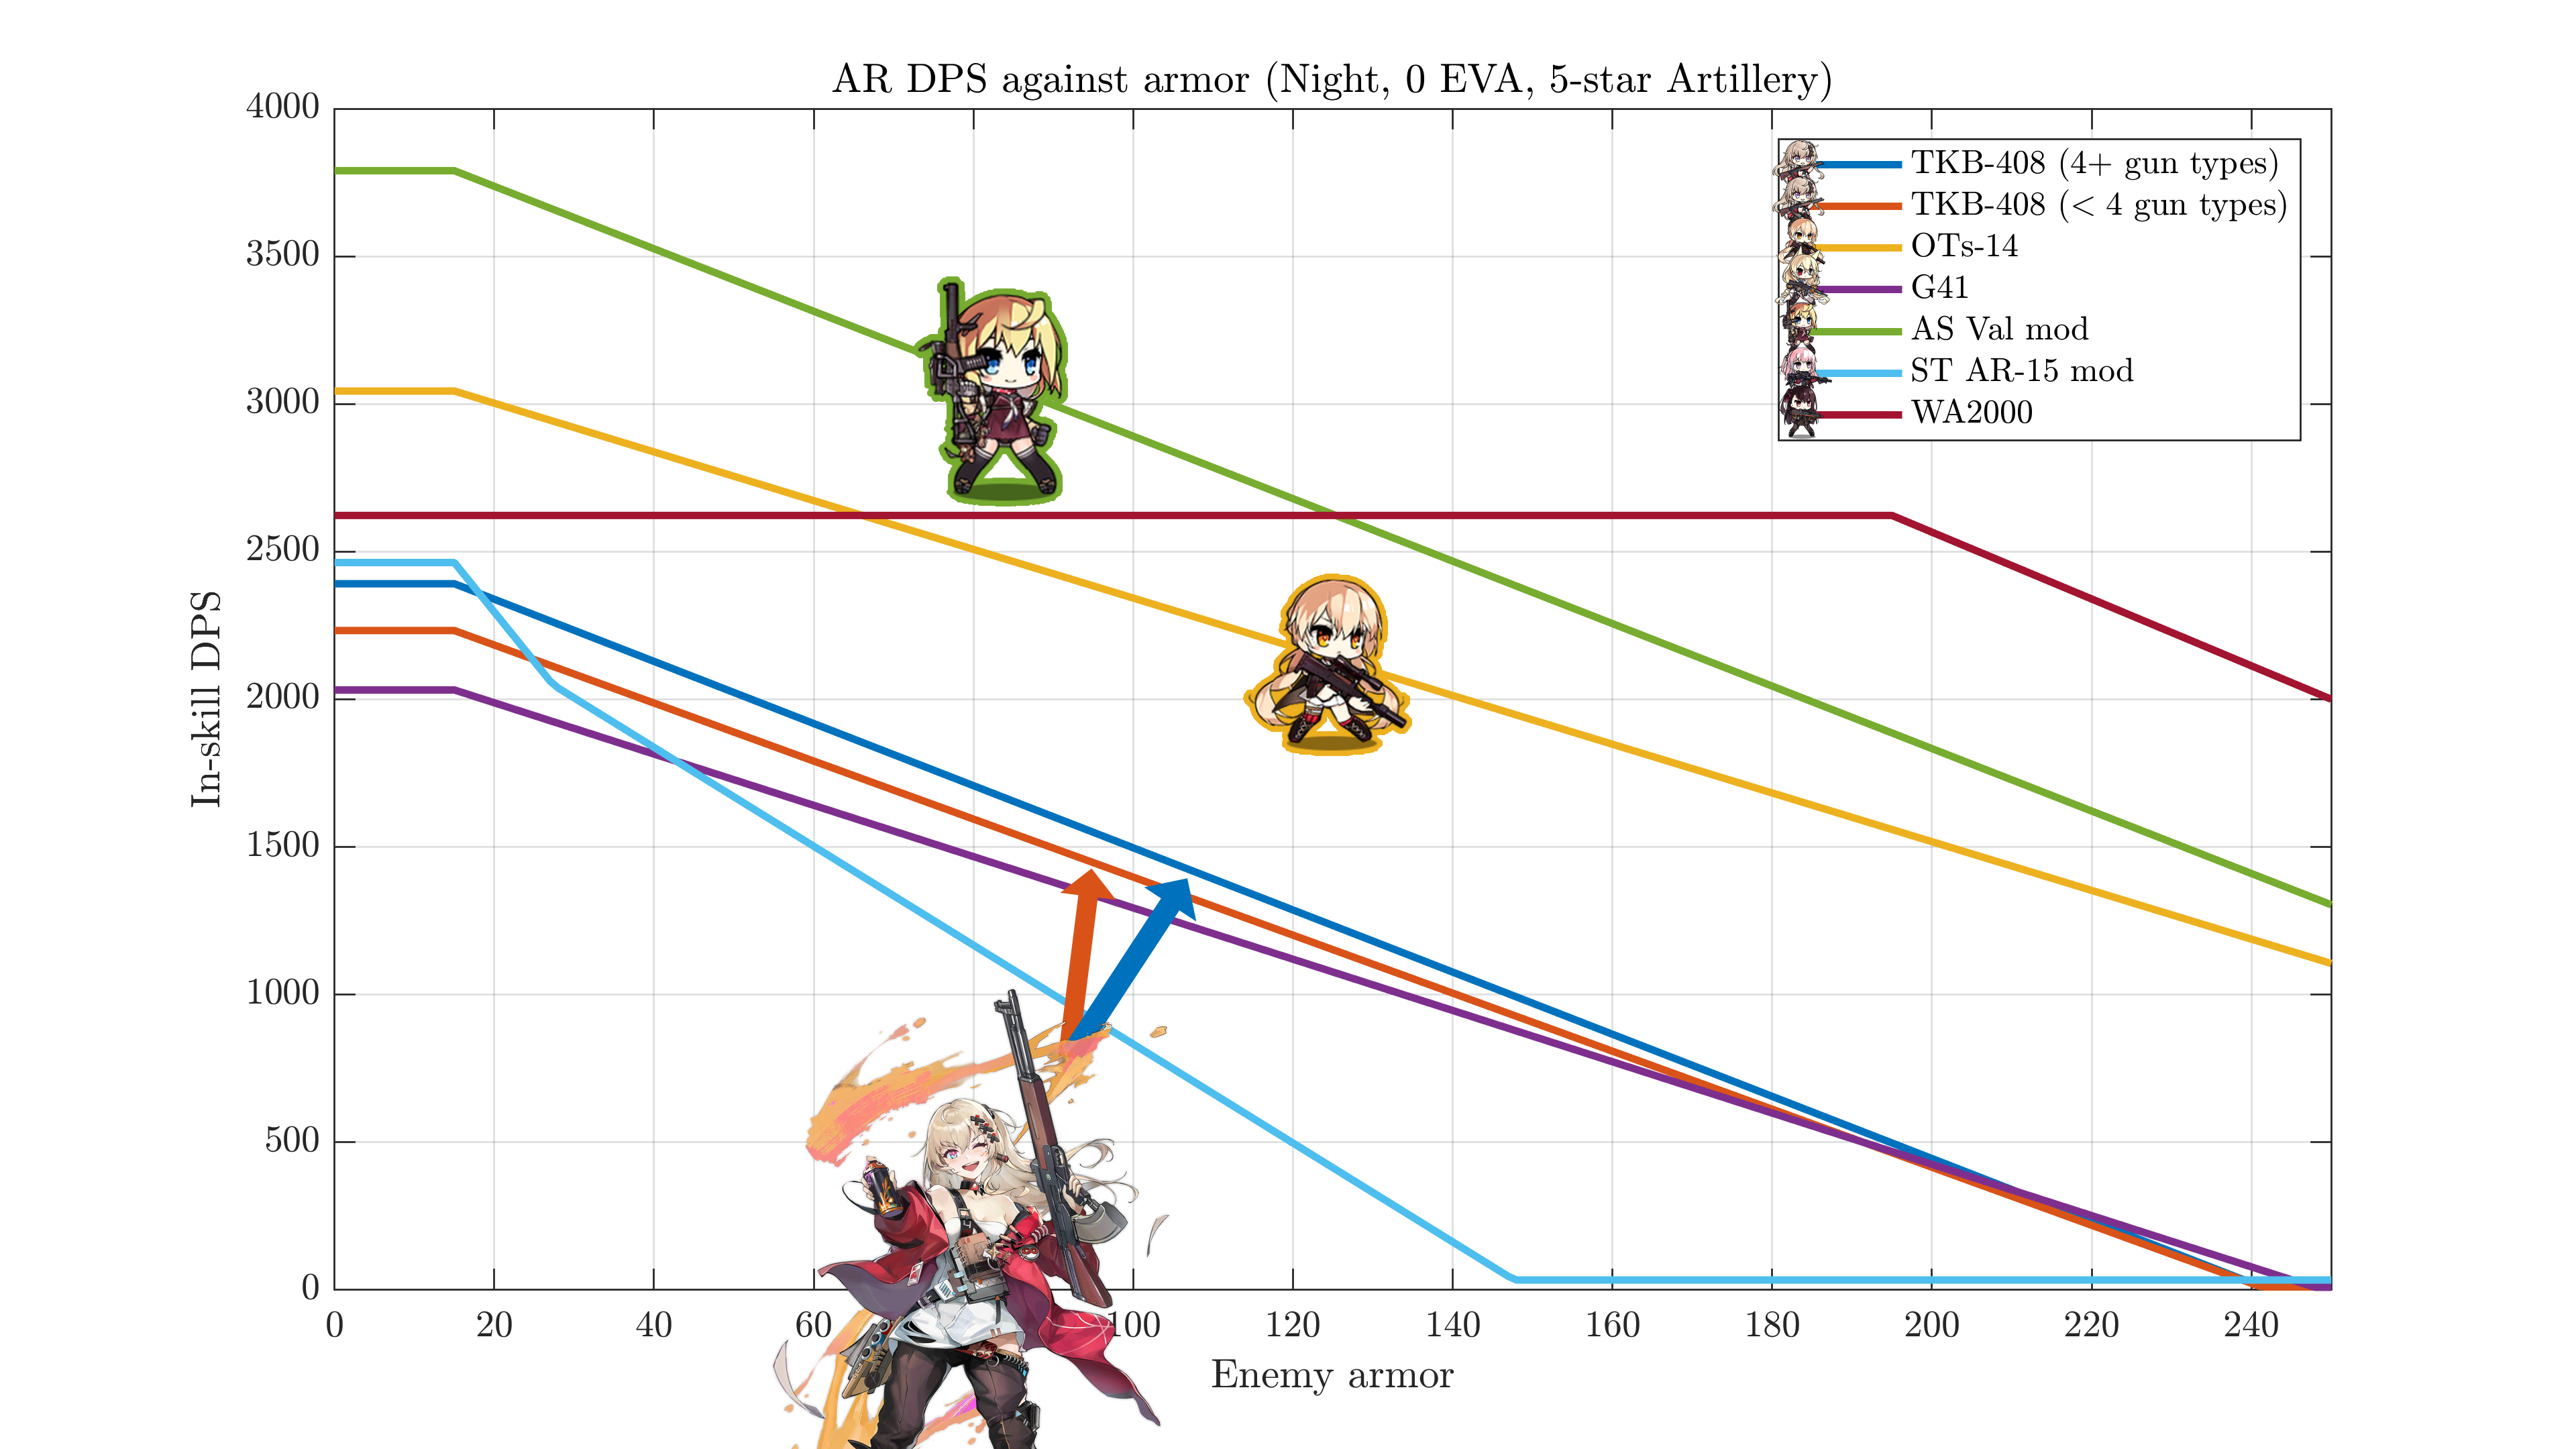 AR DPS against armor (Night, 0 EVA, 5-star Artillery)
4000
3500
3000
2500
2000
1500
1000
500
0
In-skill DPS
TKB-408 (4+ gun types)
TKB-408 (< 4 gun types)
OTs-14
G41
AS Val mod
ST AR-15 mod
WA2000
0 20 40 60 100 120 140 160 180 200 220 240
Enemy armor